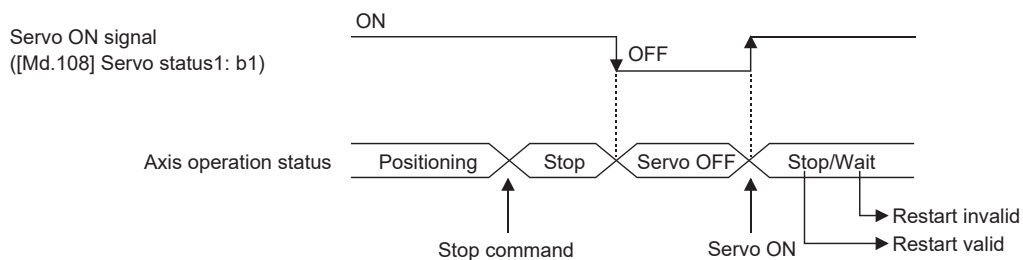 ON
Servo ON signal
([Md.108] Servo status1: b1)
OFF
Axis operation status
Positioning
Stop
Servo OFF
Stop/Wait
Restart invalid
Restart valid
Stop command
Servo ON